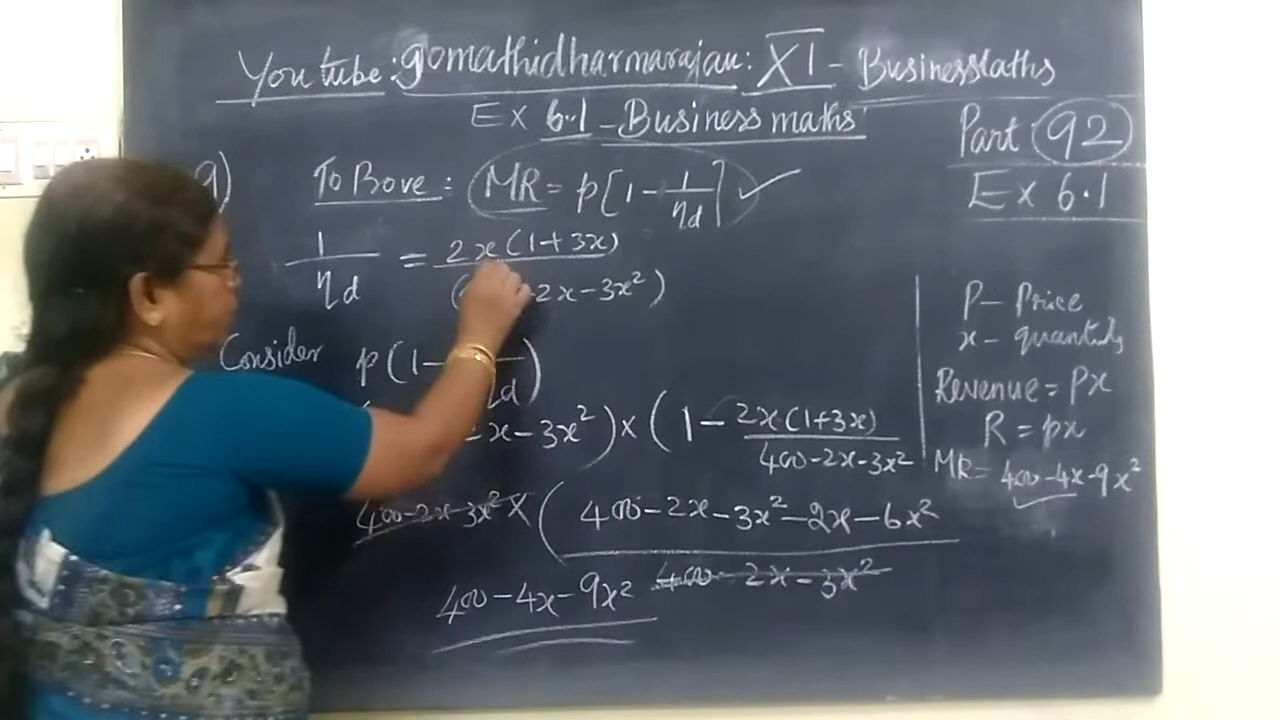 Youtube: gomathidharmarajan: XI - Businessmaths
Ex 6.1 - Business maths
Part 92
Ex 6.1
9)
To Prove: MR = p[1 - 1/ηd] ✓
1/ηd = 2x(1+3x)/( - 2x - 3x²)
Consider p(1 - /ηd)
- x - 3x²) × (1 - 2x.(1+3x)/400-2x-3x²
400-2x-3x² × (400-2x-3x²-2x-6x²
400-2x-3x²
400-4x-9x²
P - Price
x - quantity
Revenue = Px
R = px
MR = 400-4x-9x²